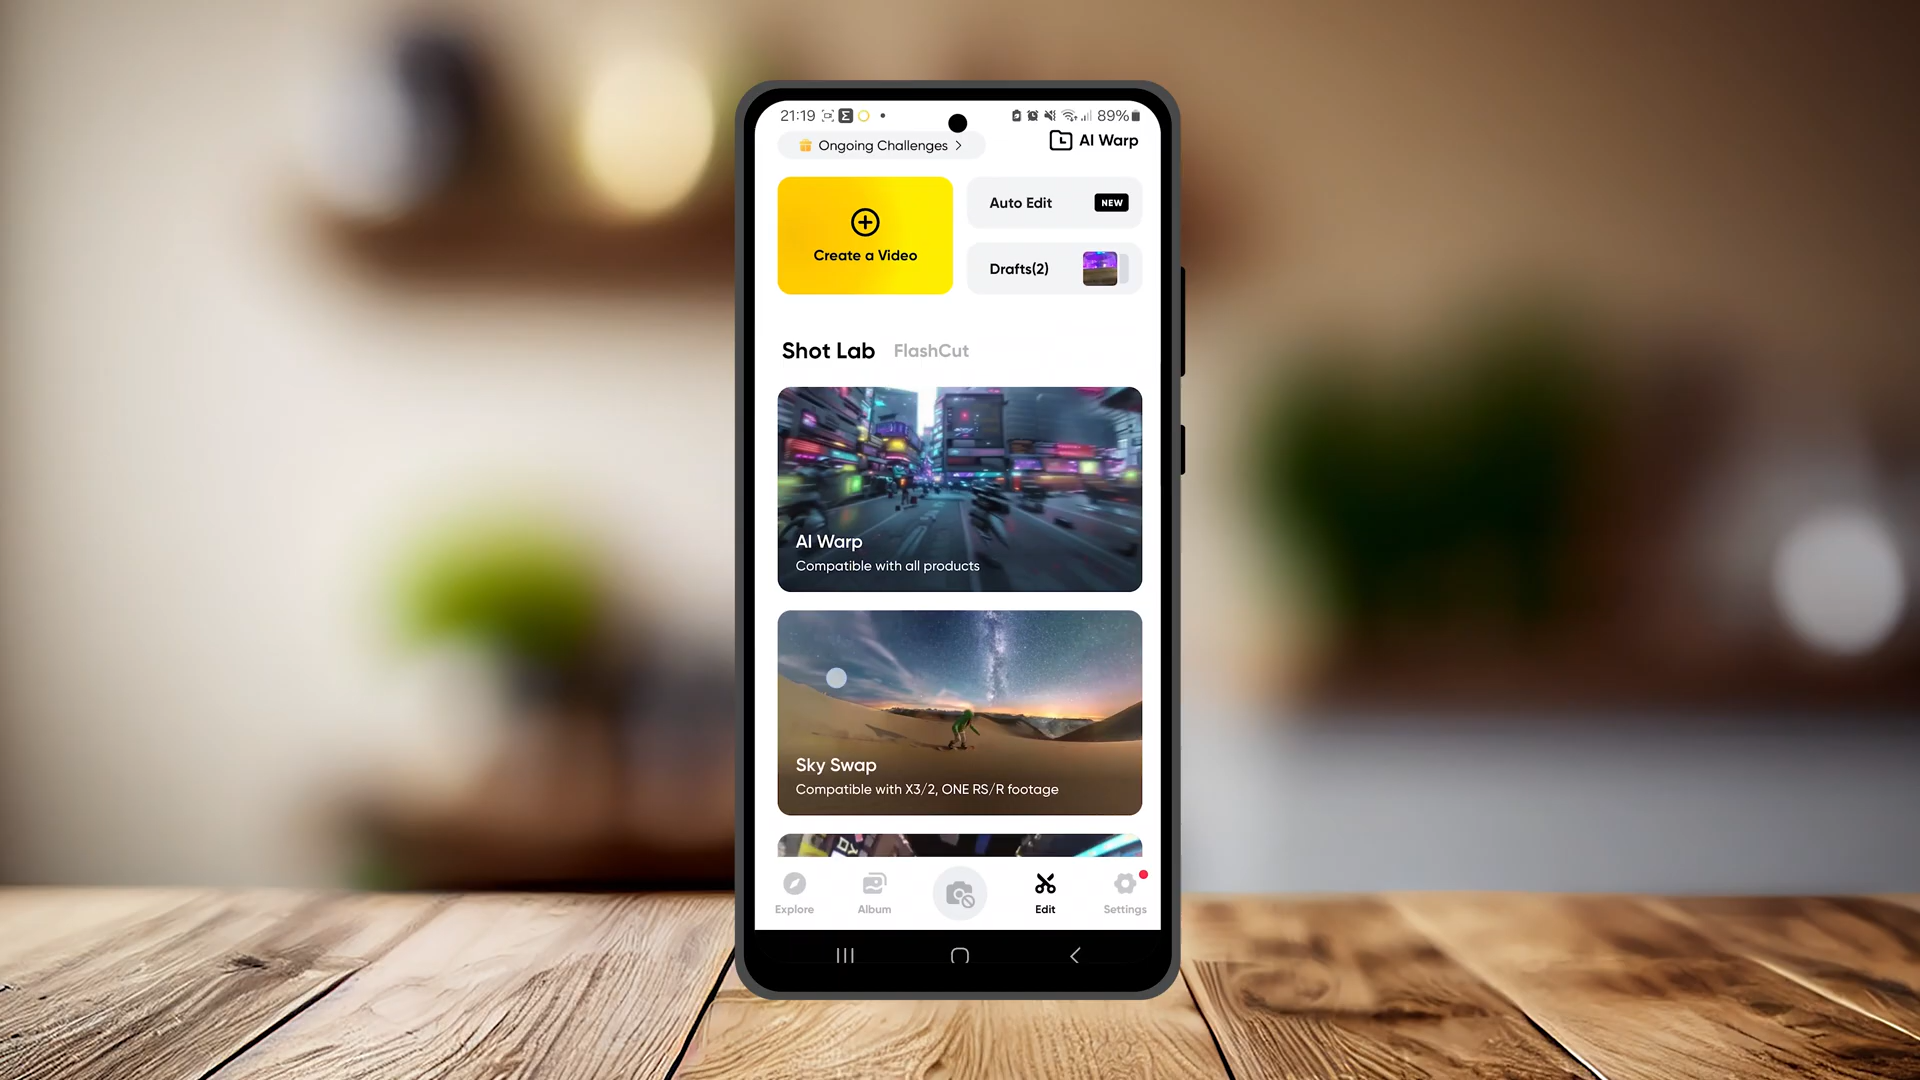 21:19
89%
Ongoing Challenges
AI Warp
Create a Video
Auto Edit
NEW
Drafts(2)
Shot Lab
FlashCut
AI Warp
Compatible with all products
Sky Swap
Compatible with X3/2, ONE RS/R footage
Explore
Album
Edit
Settings